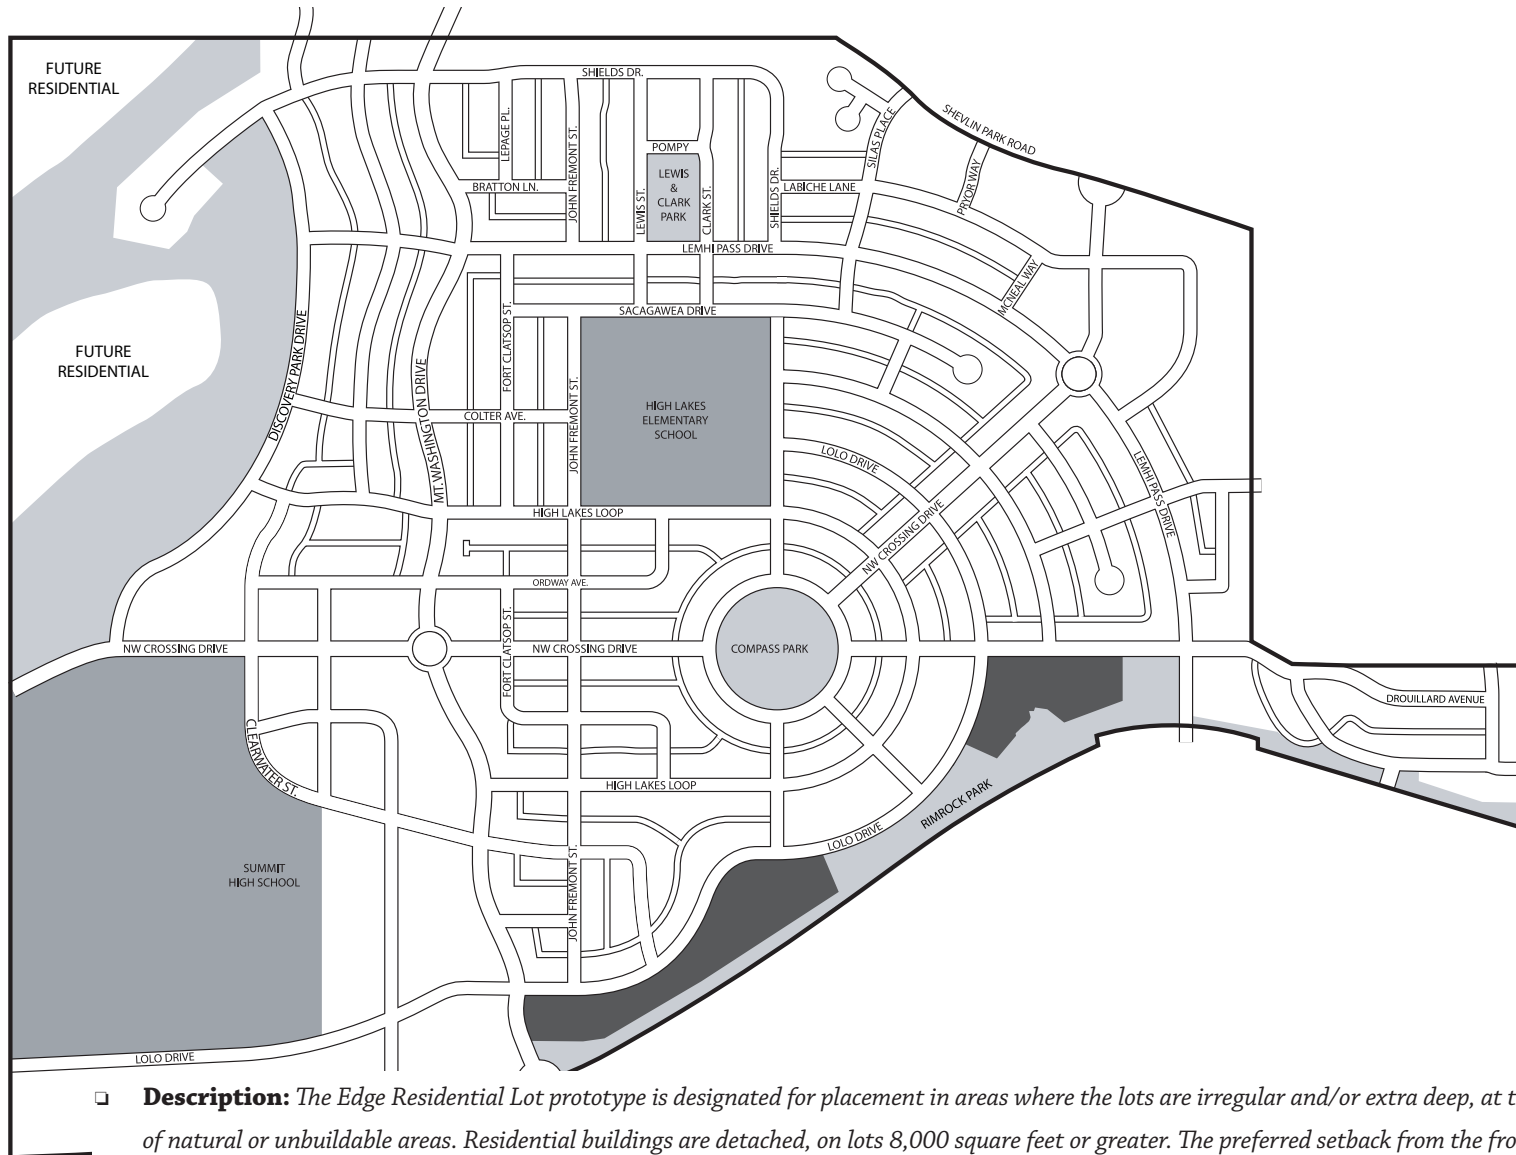 FUTURE
RESIDENTIAL
SHIELDS DR.
SHEVLIN PARK ROAD
SILAS PLACE
LEPAGE PL.
JOHN FREMONT ST.
POMPY
LEWIS
&
CLARK
PARK
LEWIS ST.
CLARK ST.
SHIELDS DR.
BRATTON LN.
LABICHE LANE
PRYOR WAY
LEMHI PASS DRIVE
MCNEAL WAY
SACAGAWEA DRIVE
FORT CLATSOP ST.
FUTURE
RESIDENTIAL
DISCOVERY PARK DRIVE
MT. WASHINGTON DRIVE
COLTER AVE.
JOHN FREMONT ST.
HIGH LAKES
ELEMENTARY
SCHOOL
LOLO DRIVE
LEMHI PASS DRIVE
HIGH LAKES LOOP
NW CROSSING DRIVE
ORDWAY AVE.
FORT CLATSOP ST.
NW CROSSING DRIVE
NW CROSSING DRIVE
COMPASS PARK
DROUILLARD AVENUE
CLEARWATER ST.
HIGH LAKES LOOP
RIMROCK PARK
LOLO DRIVE
SUMMIT
HIGH SCHOOL
JOHN FREMONT ST.
LOLO DRIVE
❏ Description: The Edge Residential Lot prototype is designated for placement in areas where the lots are irregular and/or extra deep, at t
of natural or unbuildable areas. Residential buildings are detached, on lots 8,000 square feet or greater. The preferred setback from the fro